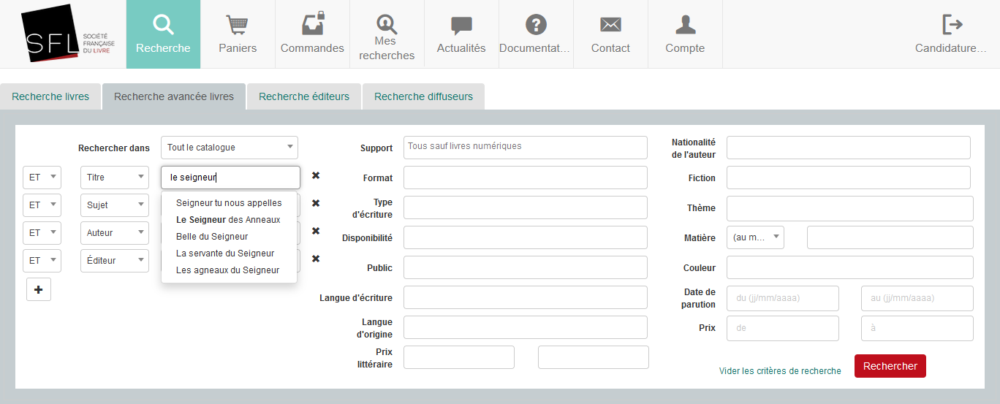 SFL
SOCIÉTÉ
FRANÇAISE
DU LIVRE
Recherche
Paniers
Commandes
Mes
recherches
Actualités
Documentat…
Contact
Compte
Candidature…
Recherche livres
Recherche avancée livres
Recherche éditeurs
Recherche diffuseurs
Rechercher dans
Tout le catalogue
ET
Titre
le seigneur
Seigneur tu nous appelles
Le Seigneur des Anneaux
Belle du Seigneur
La servante du Seigneur
Les agneaux du Seigneur
ET
Sujet
ET
Auteur
ET
Éditeur
Support
Tous sauf livres numériques
Format
Type
d'écriture
Disponibilité
Public
Langue d'écriture
Langue
d'origine
Prix
littéraire
Nationalité
de l'auteur
Fiction
Thème
Matière
(au m…
Couleur
Date de
parution
du (jj/mm/aaaa)
au (jj/mm/aaaa)
Prix
de
à
Vider les critères de recherche
Rechercher